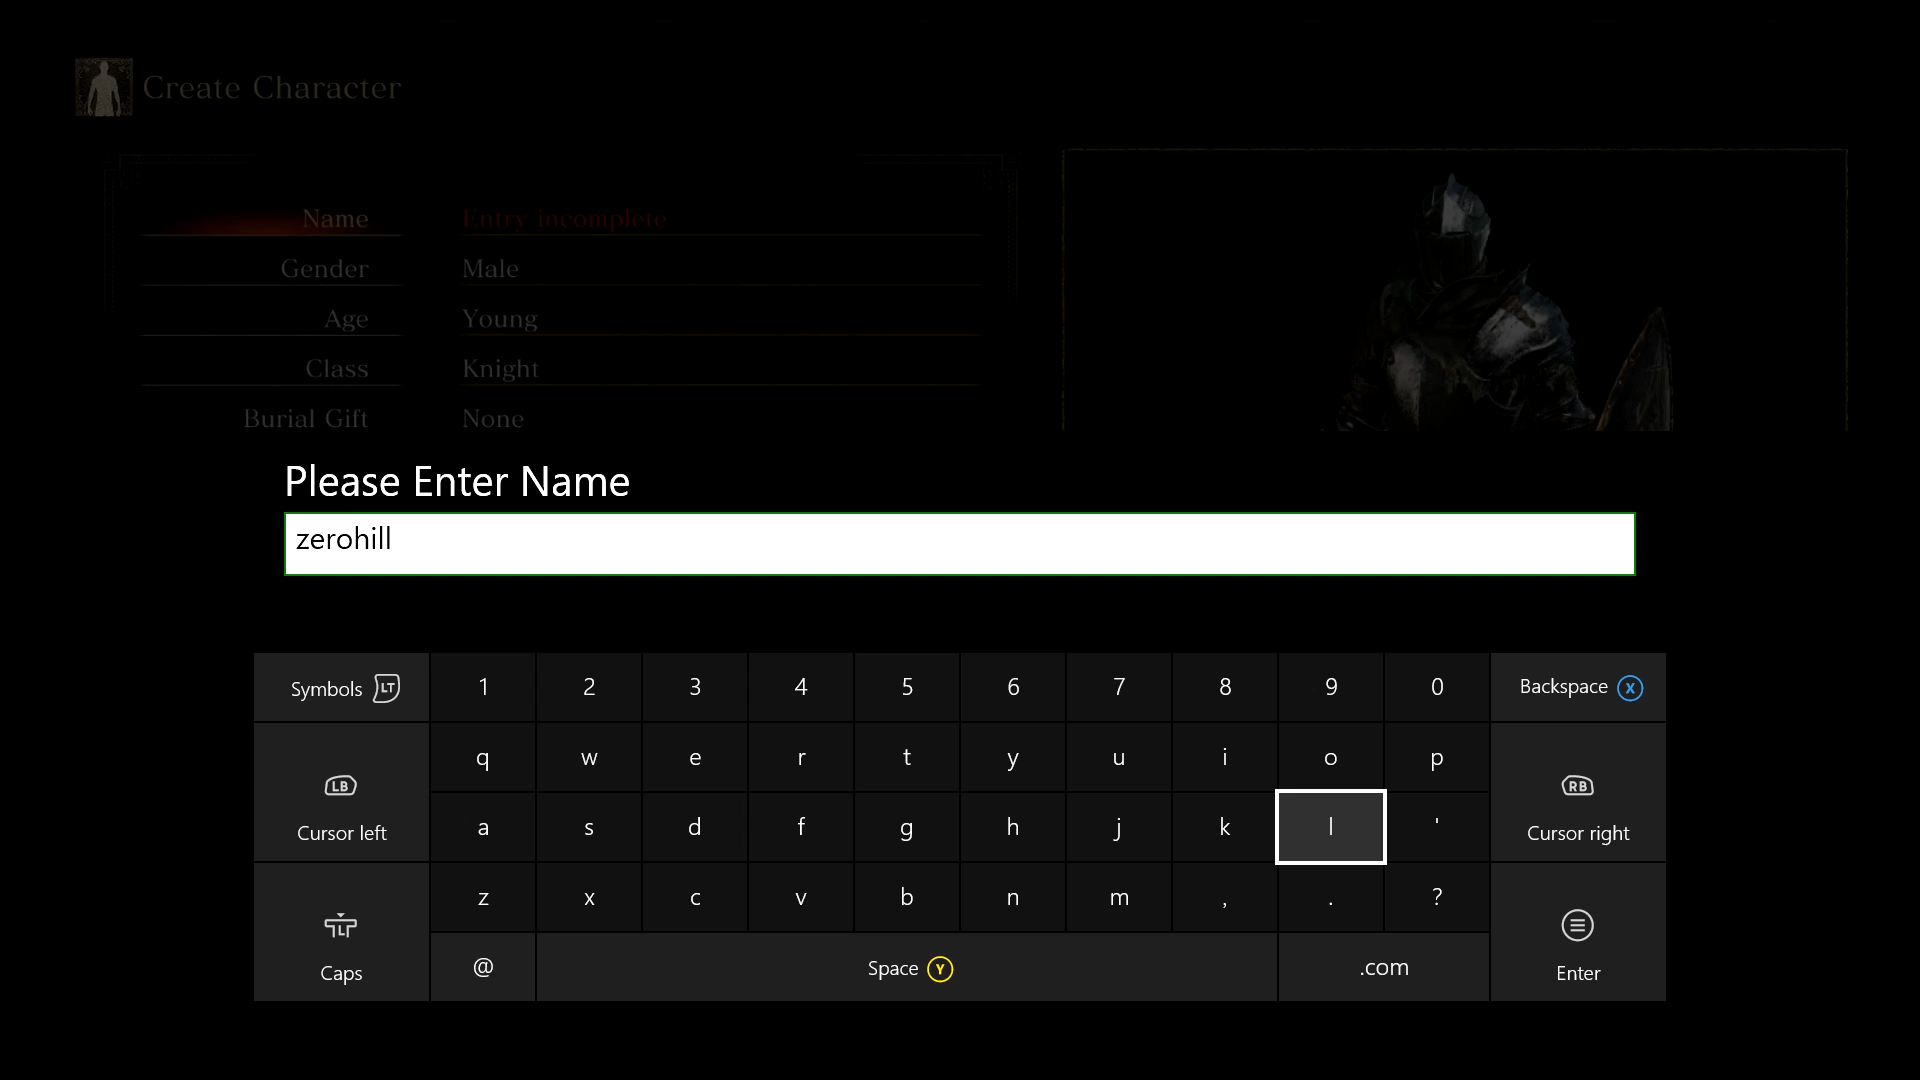 Create Character
Name Entry incomplete
Gender Male
Age Young
Class Knight
Burial Gift None
Please Enter Name
zerohill
Symbols LT 1 2 3 4 5 6 7 8 9 0 Backspace X
q w e r t y u i o p
LB Cursor left a s d f g h j k l ' RB Cursor right
z x c v b n m , . ?
LT Caps @ Space Y .com Enter